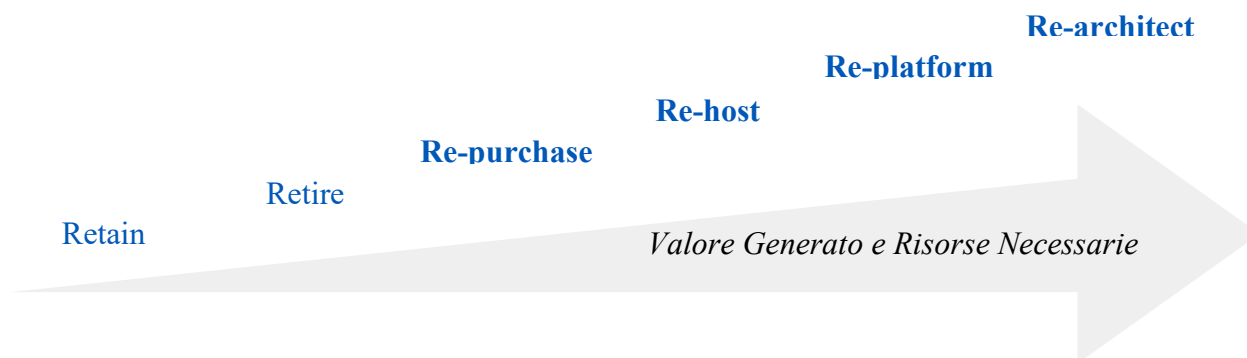 Re-architect
Re-platform
Re-host
Re-purchase
Retire
Retain
Valore Generato e Risorse Necessarie